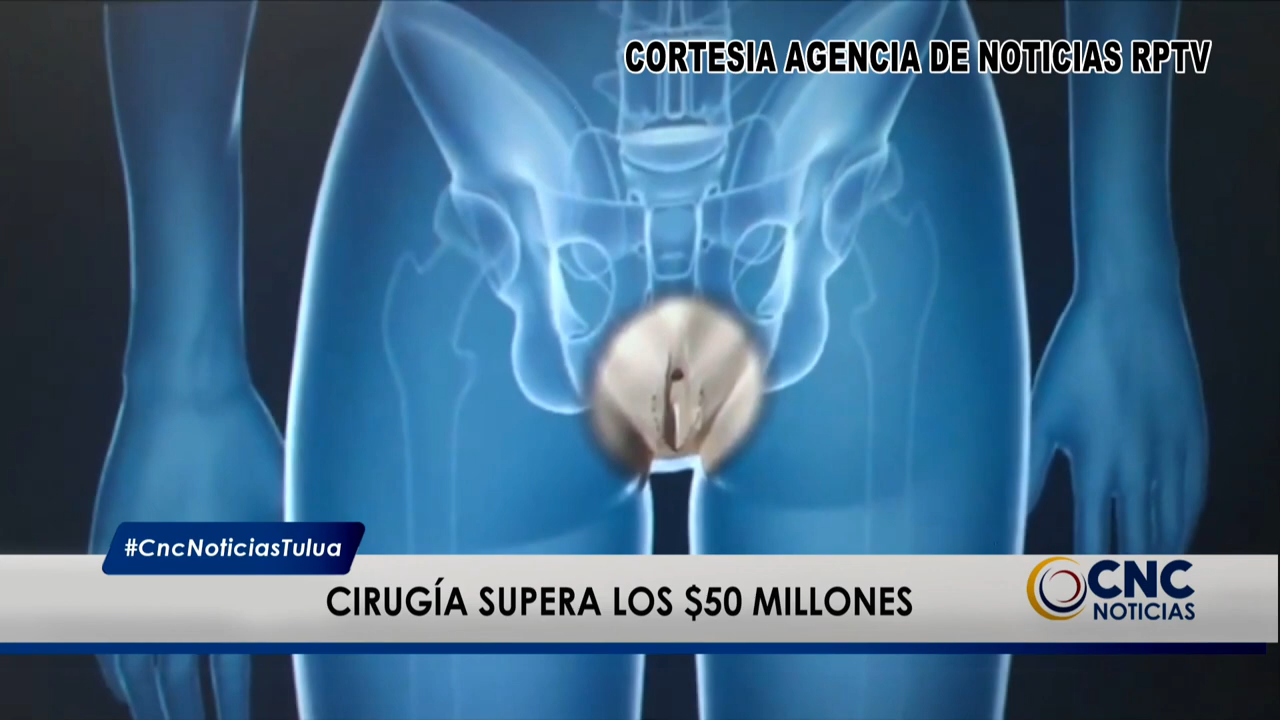 CORTESIA AGENCIA DE NOTICIAS RPTV
#CncNoticiasTulua
CIRUGÍA SUPERA LOS $50 MILLONES
CNC
NOTICIAS